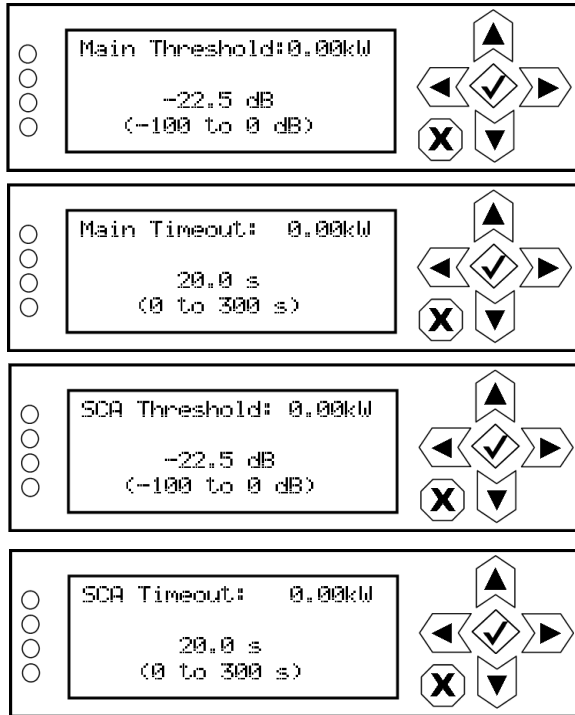 Main Threshold:0.00kW
-22.5 dB
(-100 to 0 dB)
Main Timeout: 0.00kW
20.0 s
(0 to 300 s)
SCA Threshold: 0.00kW
-22.5 dB
(-100 to 0 dB)
SCA Timeout: 0.00kW
20.0 s
(0 to 300 s)